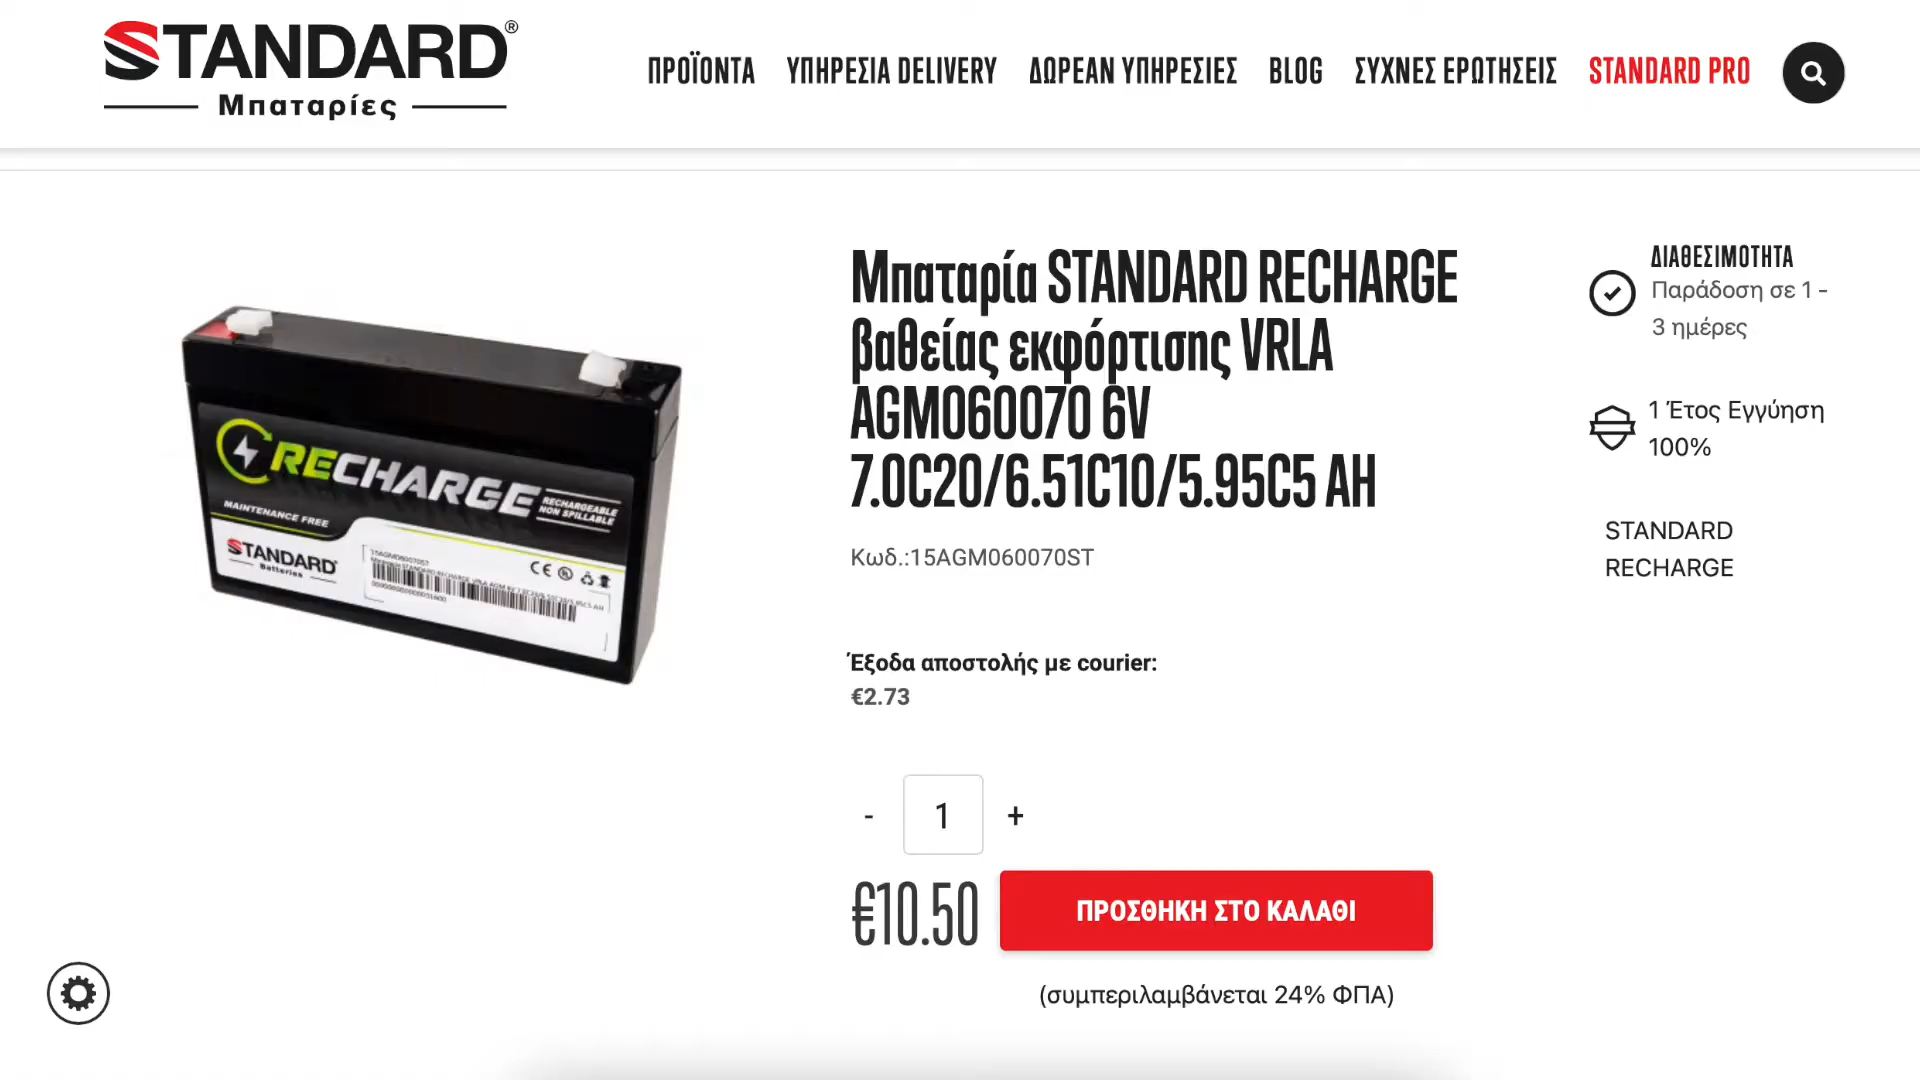 STANDARD®
Μπαταρίες
ΠΡΟΪΟΝΤΑ
ΥΠΗΡΕΣΙΑ DELIVERY
ΔΩΡΕΑΝ ΥΠΗΡΕΣΙΕΣ
BLOG
ΣΥΧΝΕΣ ΕΡΩΤΗΣΕΙΣ
STANDARD PRO
RECHARGE
RECHARGEABLE
NON SPILLABLE
MAINTENANCE FREE
STANDARD
Batteries
15AGM060070ST
CE
Μπαταρία STANDARD RECHARGE
βαθείας εκφόρτισης VRLA
AGM060070 6V
7.0C20/6.51C10/5.95C5 AH
Κωδ.:15AGM060070ST
Έξοδα αποστολής με courier:
€2.73
- 1 +
€10.50
ΠΡΟΣΘΗΚΗ ΣΤΟ ΚΑΛΑΘΙ
(συμπεριλαμβάνεται 24% ΦΠΑ)
ΔΙΑΘΕΣΙΜΟΤΗΤΑ
Παράδοση σε 1 -
3 ημέρες
1 Έτος Εγγύηση
100%
STANDARD
RECHARGE